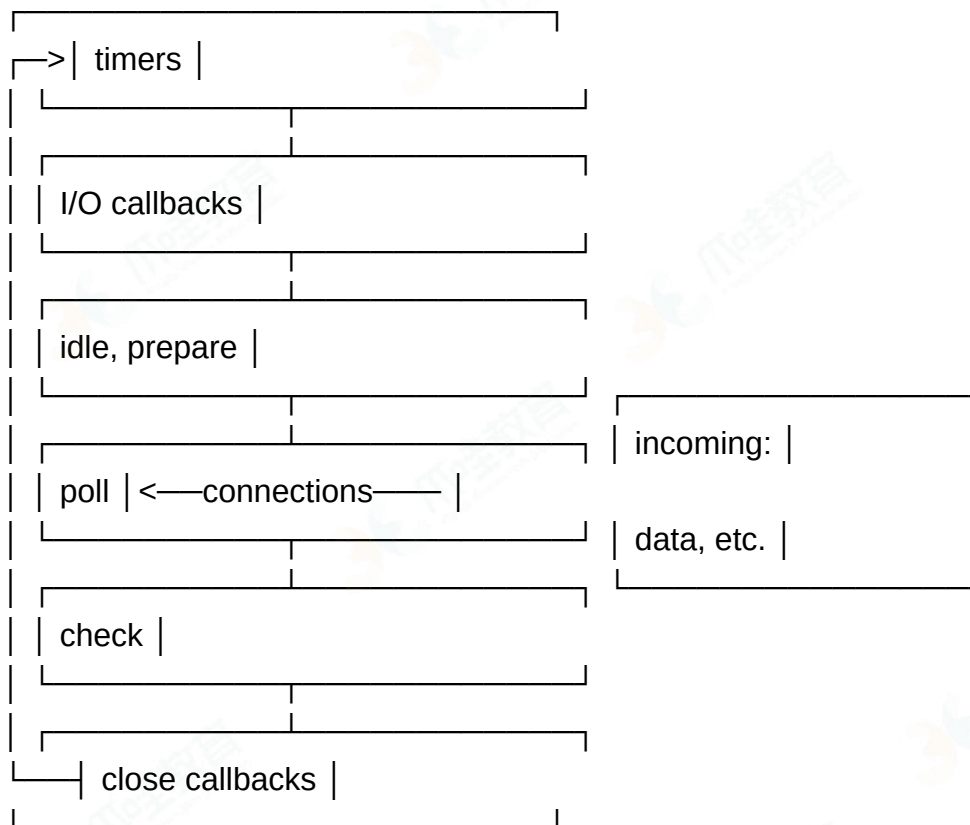 timers
I/O callbacks
idle, prepare
incoming:
poll <──connections───
data, etc.
check
close callbacks